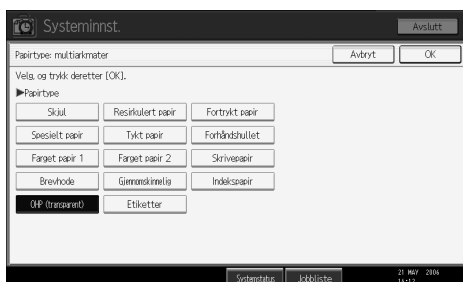 Systeminnst.
Avslutt
Papirtype: multiarkmater
Avbryt
OK
Velg, og trykk deretter [OK].
▶Papirtype
Skjul
Resirkulert papir
Fortrykt papir
Spesielt papir
Tykt papir
Forhåndshullet
Farget papir 1
Farget papir 2
Skrivepapir
Brevhode
Gjennomskinnelig
Indekspapir
OHP (transparent)
Etiketter
Systemstatus
Jobbliste
21 MAY 2006